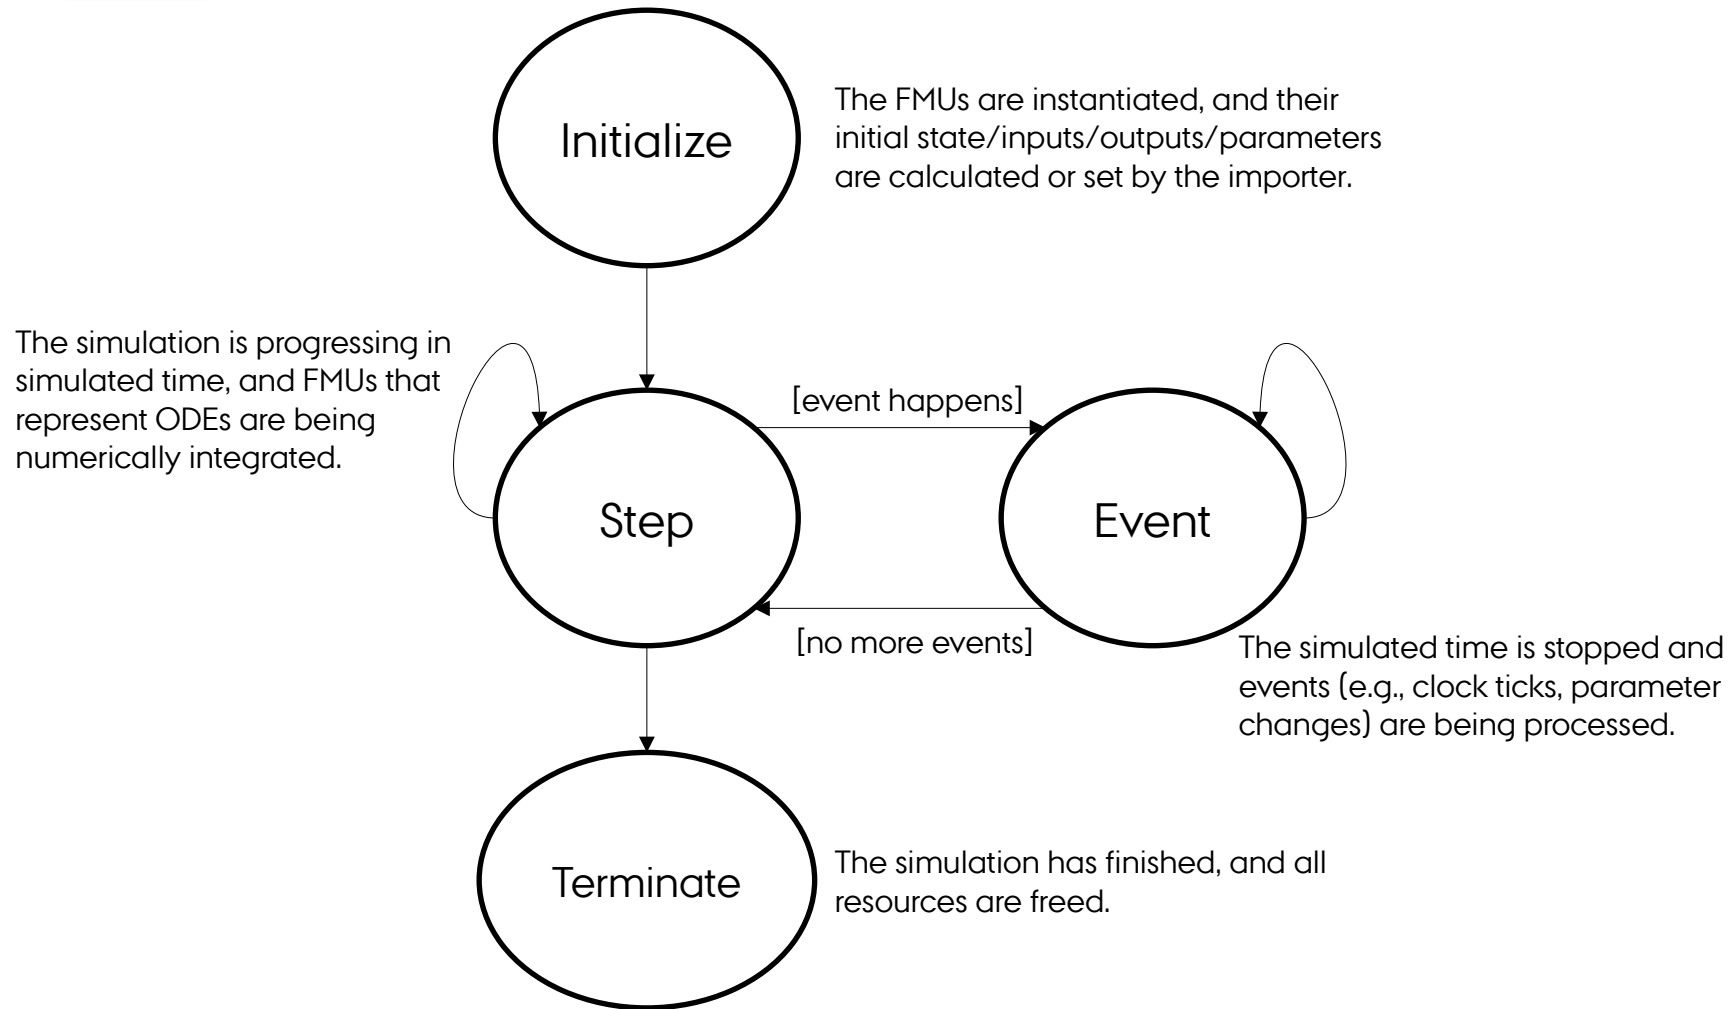 Initialize
The FMUs are instantiated, and their
initial state/inputs/outputs/parameters
are calculated or set by the importer.
The simulation is progressing in
simulated time, and FMUs that
represent ODEs are being
numerically integrated.
[event happens]
Step
Event
[no more events]
The simulated time is stopped and
events (e.g., clock ticks, parameter
changes) are being processed.
Terminate
The simulation has finished, and all
resources are freed.